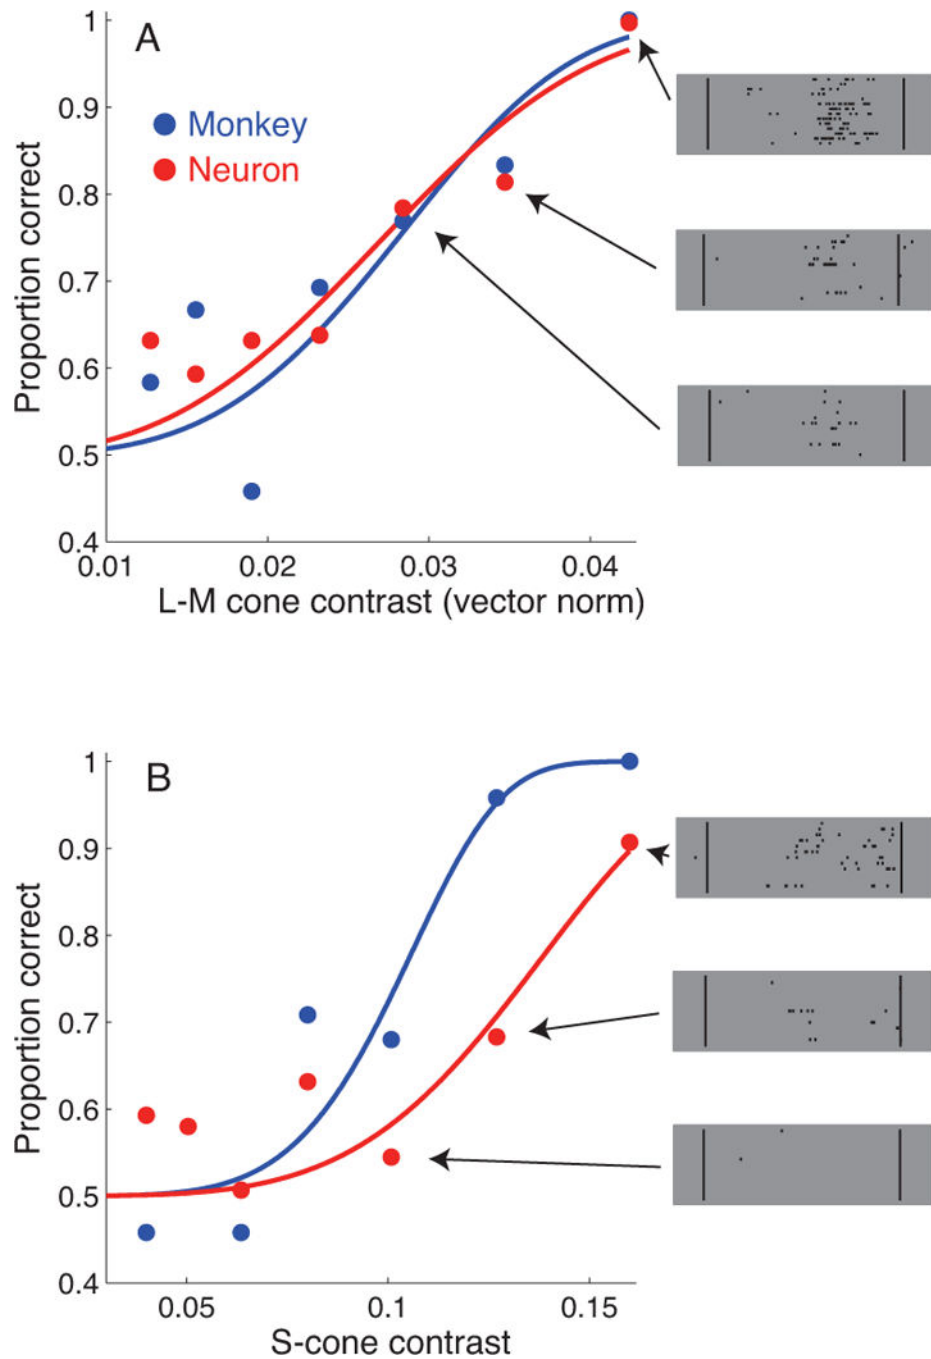 A
Monkey
Neuron
Proportion correct
1
0.9
0.8
0.7
0.6
0.5
0.4
0.01
0.02
0.03
0.04
L-M cone contrast (vector norm)
B
Proportion correct
1
0.9
0.8
0.7
0.6
0.5
0.4
0.05
0.1
0.15
S-cone contrast